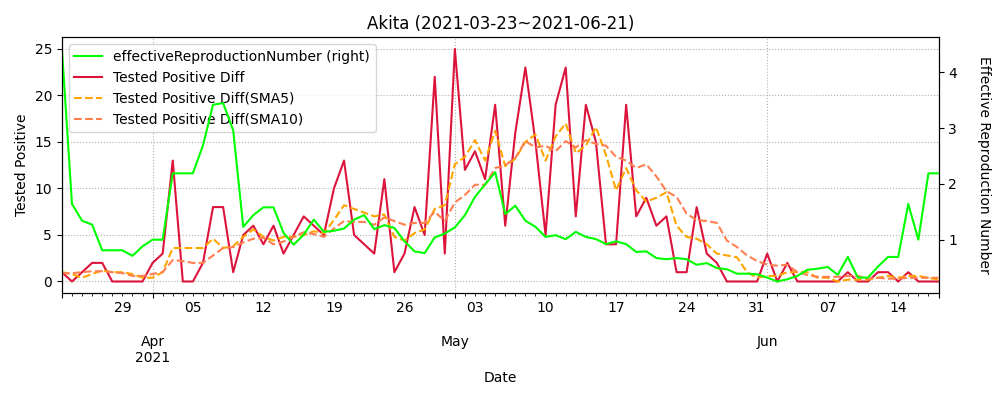 Akita (2021-03-23~2021-06-21)
effectiveReproductionNumber (right)
Tested Positive Diff
Tested Positive Diff(SMA5)
Tested Positive Diff(SMA10)
Tested Positive
25
20
15
10
5
0
4
3
2
1
Effective Reproduction Number
29 05 12 19 26 03 10 17 24 31 07 14
Apr May Jun
2021
Date